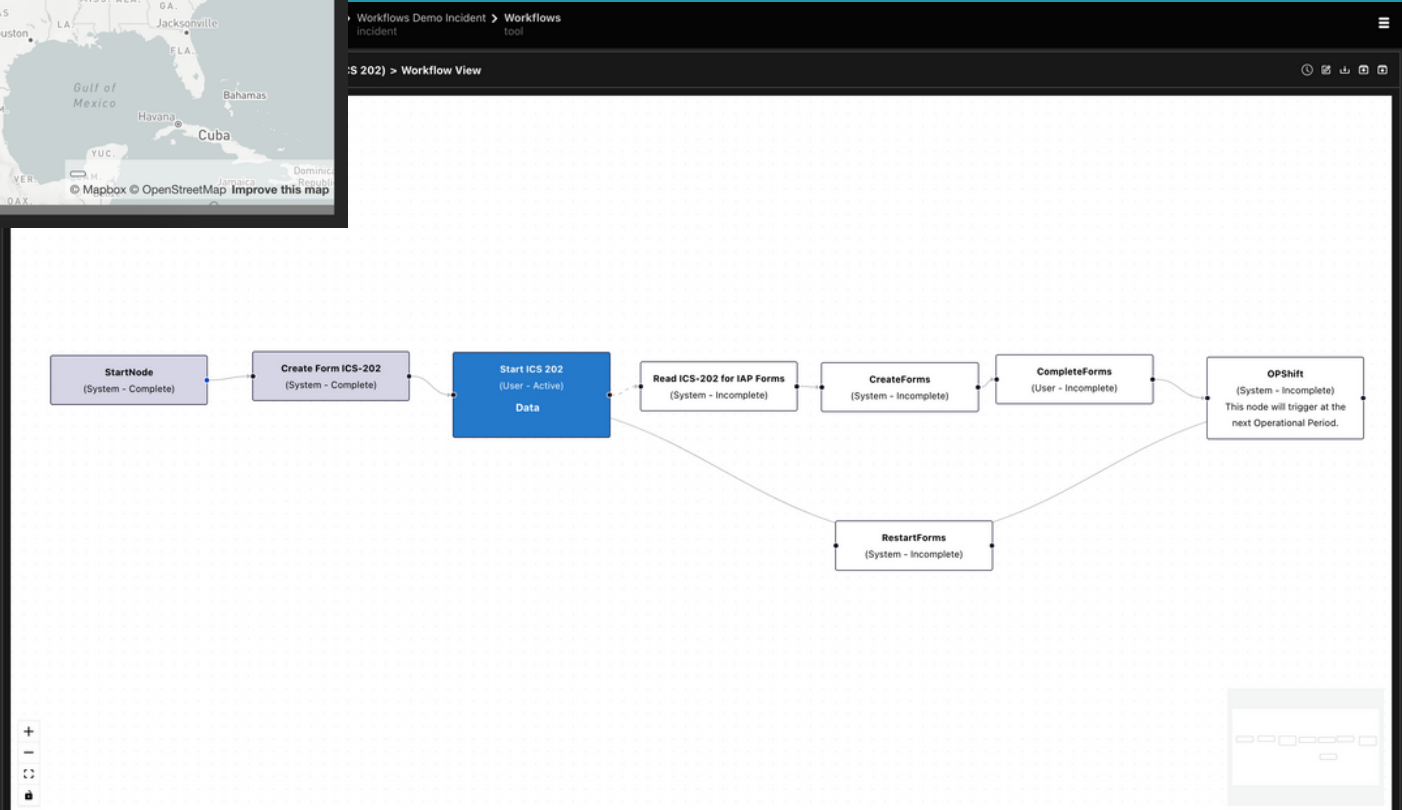 GA.
LA.
Jacksonville
FLA.
Gulf of
Mexico
Bahamas
Havana
Cuba
YUC.
VER.
Jamaica
OAX.
© Mapbox © OpenStreetMap Improve this map
Workflows Demo Incident > Workflows
incident
tool
202) > Workflow View
StartNode
(System - Complete)
Create Form ICS-202
(System - Complete)
Start ICS 202
(User - Active)
Data
Read ICS-202 for IAP Forms
(System - Incomplete)
CreateForms
(System - Incomplete)
CompleteForms
(User - Incomplete)
OPShift
(System - Incomplete)
This node will trigger at the
next Operational Period.
RestartForms
(System - Incomplete)